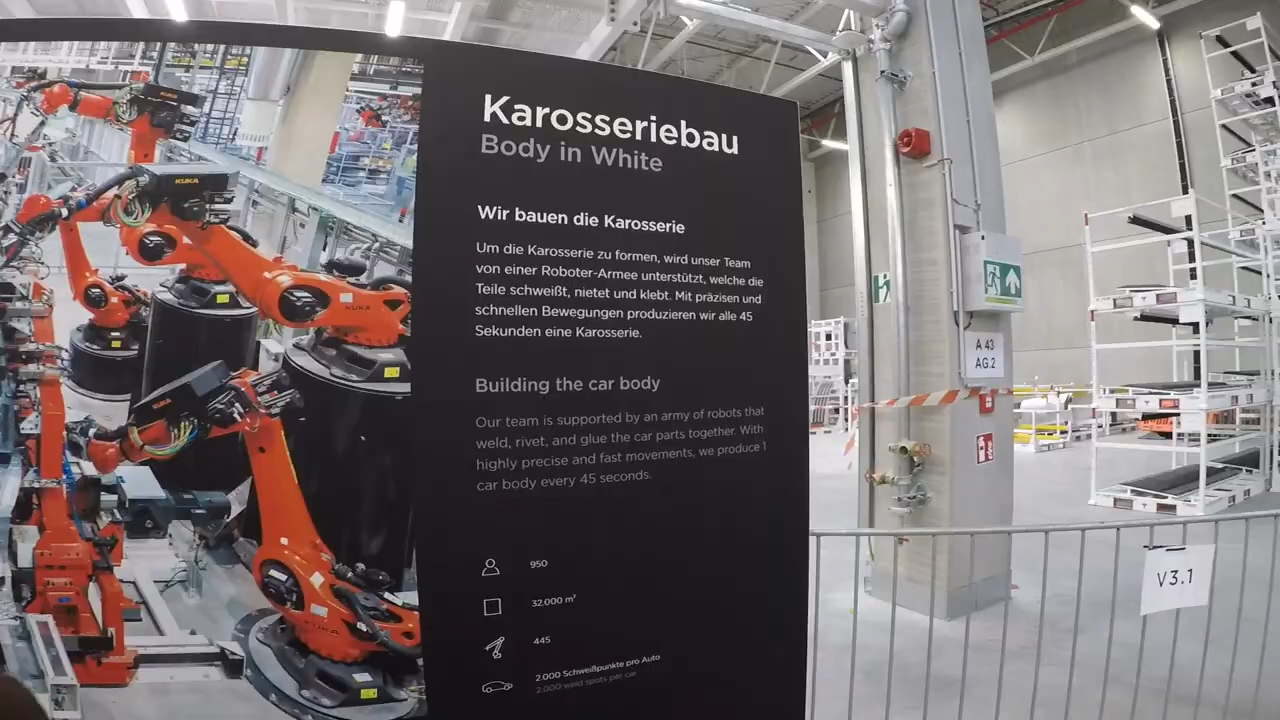 Karosseriebau
Body in White
Wir bauen die Karosserie
Um die Karosserie zu formen, wird unser Team
von einer Roboter-Armee unterstützt, welche die
Teile schweißt, nietet und klebt. Mit präzisen und
schnellen Bewegungen produzieren wir alle 45
Sekunden eine Karosserie.
Building the car body
Our team is supported by an army of robots that
weld, rivet, and glue the car parts together. With
highly precise and fast movements, we produce 1
car body every 45 seconds.
950
32.000 m²
445
2.000 Schweißpunkte pro Auto
2.000 weld spots per car
KUKA
KUKA
KUKA
KUKA
KUKA
A 43
AG.2
V3.1